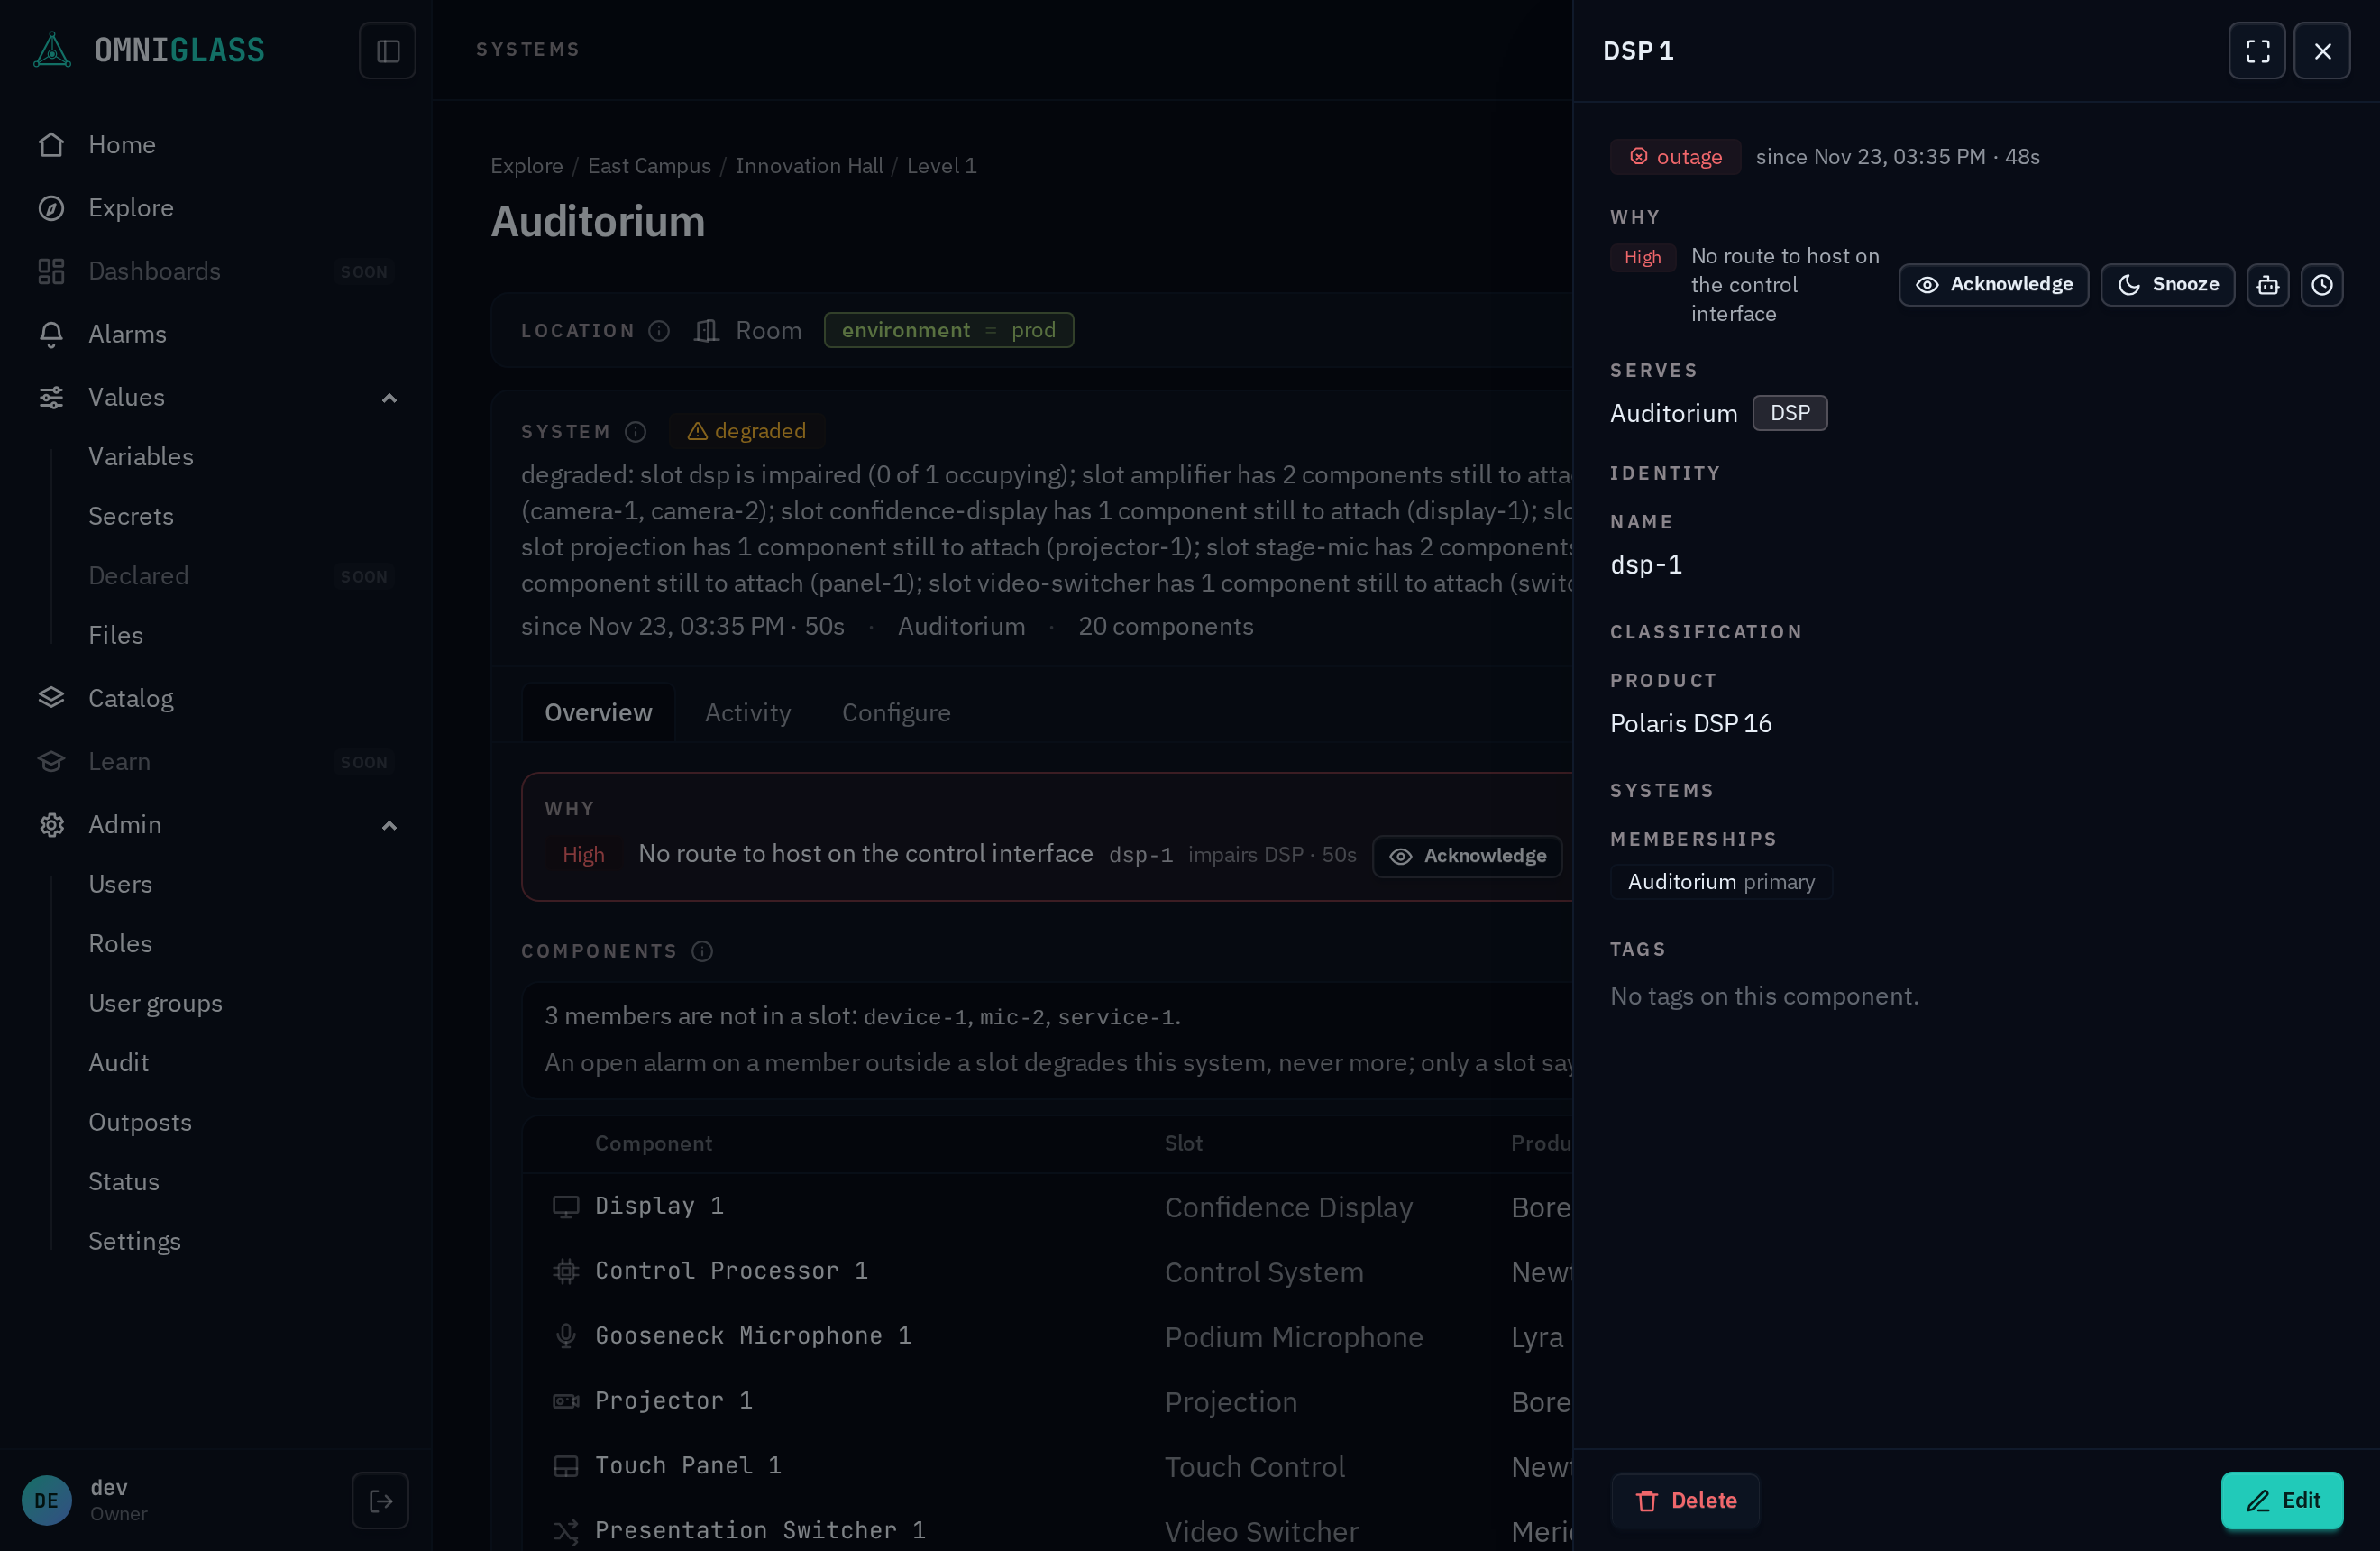 OMNIGLASS
Home
Explore
Dashboards SOON
Alarms
Values
Variables
Secrets
Declared SOON
Files
Catalog
Learn SOON
Admin
Users
Roles
User groups
Audit
Outposts
Status
Settings
DE dev
Owner
SYSTEMS
Explore / East Campus / Innovation Hall / Level 1
Auditorium
LOCATION Room environment = prod
SYSTEM degraded
degraded: slot dsp is impaired (0 of 1 occupying); slot amplifier has 2 components still to atta
(camera-1, camera-2); slot confidence-display has 1 component still to attach (display-1); slo
slot projection has 1 component still to attach (projector-1); slot stage-mic has 2 components
component still to attach (panel-1); slot video-switcher has 1 component still to attach (switc
since Nov 23, 03:35 PM · 50s · Auditorium · 20 components
Overview Activity Configure
WHY
High No route to host on the control interface dsp-1 impairs DSP · 50s Acknowledge
COMPONENTS
3 members are not in a slot: device-1, mic-2, service-1.
An open alarm on a member outside a slot degrades this system, never more; only a slot say
Component Slot Produ
Display 1 Confidence Display Bore
Control Processor 1 Control System Newt
Gooseneck Microphone 1 Podium Microphone Lyra
Projector 1 Projection Bore
Touch Panel 1 Touch Control Newt
Presentation Switcher 1 Video Switcher Meri
DSP 1
outage since Nov 23, 03:35 PM · 48s
WHY
High No route to host on
the control
interface
Acknowledge Snooze
SERVES
Auditorium DSP
IDENTITY
NAME
dsp-1
CLASSIFICATION
PRODUCT
Polaris DSP 16
SYSTEMS
MEMBERSHIPS
Auditorium primary
TAGS
No tags on this component.
Delete Edit